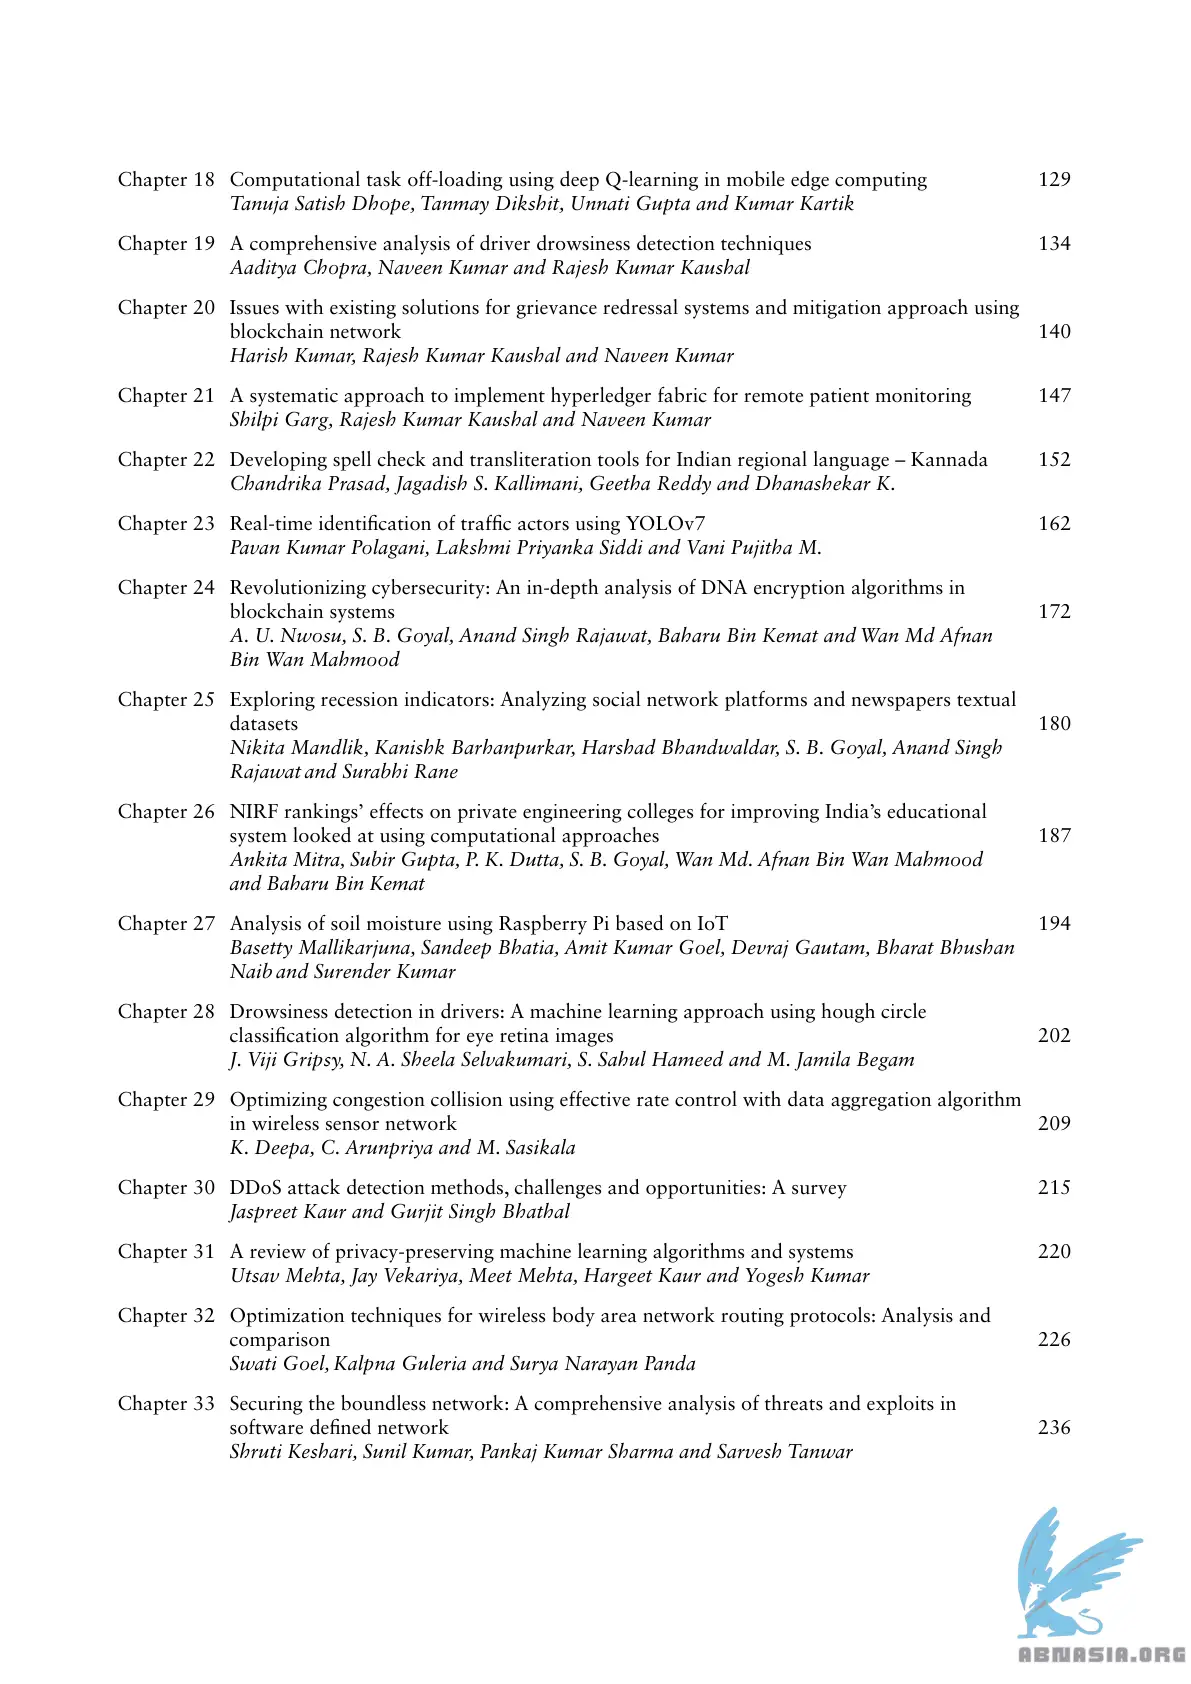 Chapter 18 Computational task off-loading using deep Q-learning in mobile edge computing 129
Tanuja Satish Dhope, Tanmay Dikshit, Unnati Gupta and Kumar Kartik
Chapter 19 A comprehensive analysis of driver drowsiness detection techniques 134
Aaditya Chopra, Naveen Kumar and Rajesh Kumar Kaushal
Chapter 20 Issues with existing solutions for grievance redressal systems and mitigation approach using
blockchain network 140
Harish Kumar, Rajesh Kumar Kaushal and Naveen Kumar
Chapter 21 A systematic approach to implement hyperledger fabric for remote patient monitoring 147
Shilpi Garg, Rajesh Kumar Kaushal and Naveen Kumar
Chapter 22 Developing spell check and transliteration tools for Indian regional language – Kannada 152
Chandrika Prasad, Jagadish S. Kallimani, Geetha Reddy and Dhanashekar K.
Chapter 23 Real-time identification of traffic actors using YOLOv7 162
Pavan Kumar Polagani, Lakshmi Priyanka Siddi and Vani Pujitha M.
Chapter 24 Revolutionizing cybersecurity: An in-depth analysis of DNA encryption algorithms in
blockchain systems 172
A. U. Nwosu, S. B. Goyal, Anand Singh Rajawat, Baharu Bin Kemat and Wan Md Afnan
Bin Wan Mahmood
Chapter 25 Exploring recession indicators: Analyzing social network platforms and newspapers textual
datasets 180
Nikita Mandlik, Kanishk Barhanpurkar, Harshad Bhandwaldar, S. B. Goyal, Anand Singh
Rajawat and Surabhi Rane
Chapter 26 NIRF rankings’ effects on private engineering colleges for improving India’s educational
system looked at using computational approaches 187
Ankita Mitra, Subir Gupta, P. K. Dutta, S. B. Goyal, Wan Md. Afnan Bin Wan Mahmood
and Baharu Bin Kemat
Chapter 27 Analysis of soil moisture using Raspberry Pi based on IoT 194
Basetty Mallikarjuna, Sandeep Bhatia, Amit Kumar Goel, Devraj Gautam, Bharat Bhushan
Naib and Surender Kumar
Chapter 28 Drowsiness detection in drivers: A machine learning approach using hough circle
classification algorithm for eye retina images 202
J. Viji Gripsy, N. A. Sheela Selvakumari, S. Sahul Hameed and M. Jamila Begam
Chapter 29 Optimizing congestion collision using effective rate control with data aggregation algorithm
in wireless sensor network 209
K. Deepa, C. Arunpriya and M. Sasikala
Chapter 30 DDoS attack detection methods, challenges and opportunities: A survey 215
Jaspreet Kaur and Gurjit Singh Bhathal
Chapter 31 A review of privacy-preserving machine learning algorithms and systems 220
Utsav Mehta, Jay Vekariya, Meet Mehta, Hargeet Kaur and Yogesh Kumar
Chapter 32 Optimization techniques for wireless body area network routing protocols: Analysis and
comparison 226
Swati Goel, Kalpna Guleria and Surya Narayan Panda
Chapter 33 Securing the boundless network: A comprehensive analysis of threats and exploits in
software defined network 236
Shruti Keshari, Sunil Kumar, Pankaj Kumar Sharma and Sarvesh Tanwar
ABNASIA.ORG